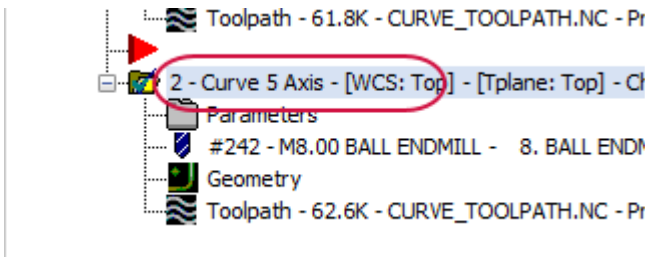 Toolpath - 61.8K - CURVE_TOOLPATH.NC - Pr
2 - Curve 5 Axis - [WCS: Top] - [Tplane: Top] - Ch
Parameters
#242 - M8.00 BALL ENDMILL - 8. BALL ENDM
Geometry
Toolpath - 62.6K - CURVE_TOOLPATH.NC - Pr